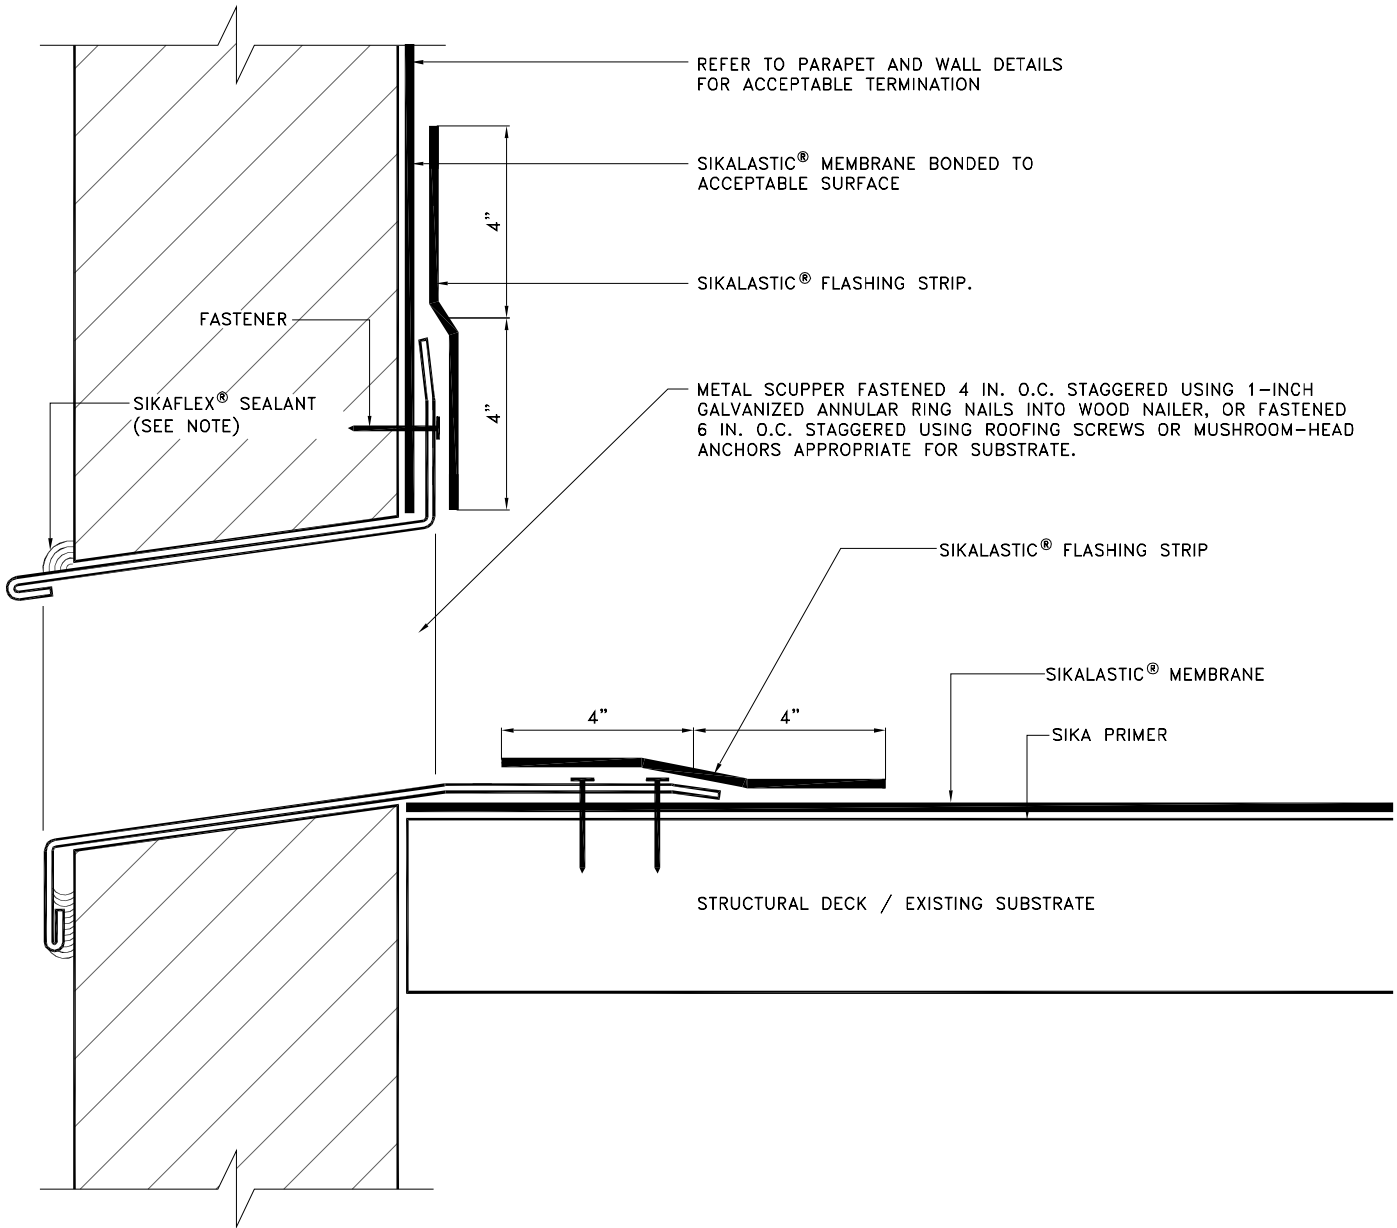 REFER TO PARAPET AND WALL DETAILS
FOR ACCEPTABLE TERMINATION
SIKALASTIC® MEMBRANE BONDED TO
ACCEPTABLE SURFACE
4"
SIKALASTIC® FLASHING STRIP.
FASTENER
4"
SIKAFLEX® SEALANT
(SEE NOTE)
METAL SCUPPER FASTENED 4 IN. O.C. STAGGERED USING 1-INCH
GALVANIZED ANNULAR RING NAILS INTO WOOD NAILER, OR FASTENED
6 IN. O.C. STAGGERED USING ROOFING SCREWS OR MUSHROOM-HEAD
ANCHORS APPROPRIATE FOR SUBSTRATE.
SIKALASTIC® FLASHING STRIP
SIKALASTIC® MEMBRANE
4"
4"
SIKA PRIMER
STRUCTURAL DECK / EXISTING SUBSTRATE